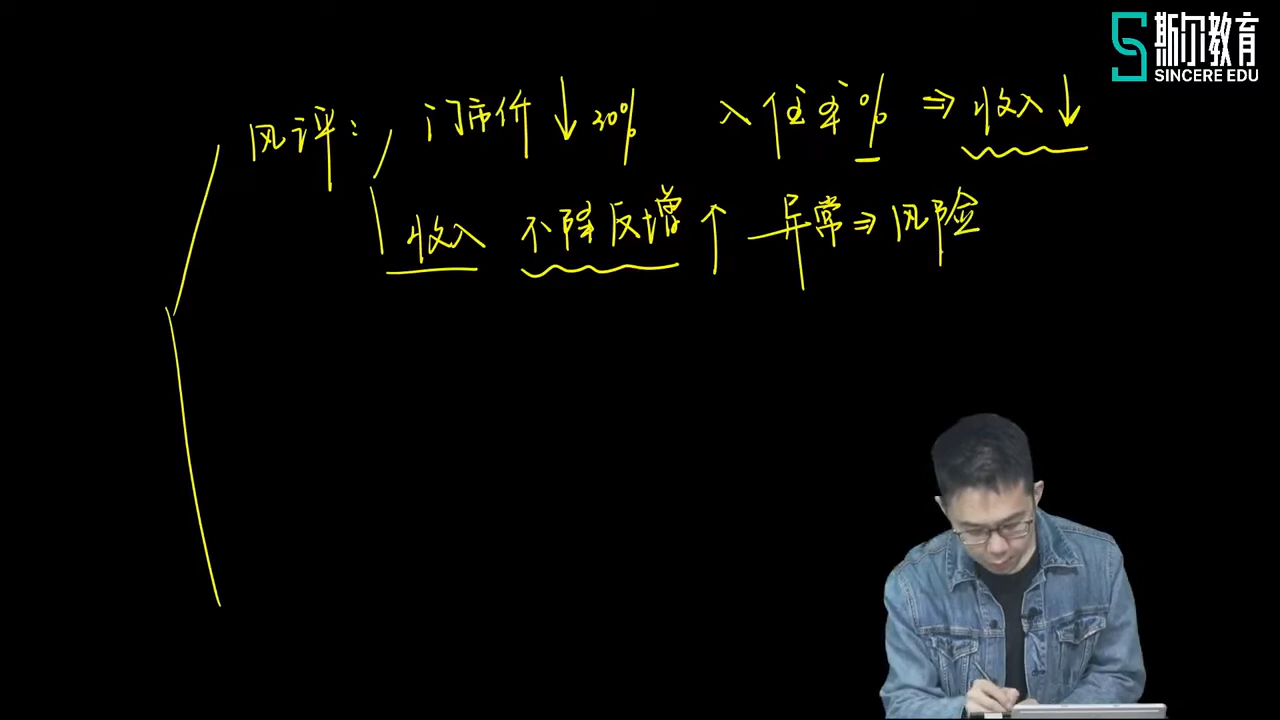 斯尔教育
SINCERE EDU
风评: 门市价↓30% 入住率% ⇒ 收入↓
收入 不降反增↑ 异常⇒风险